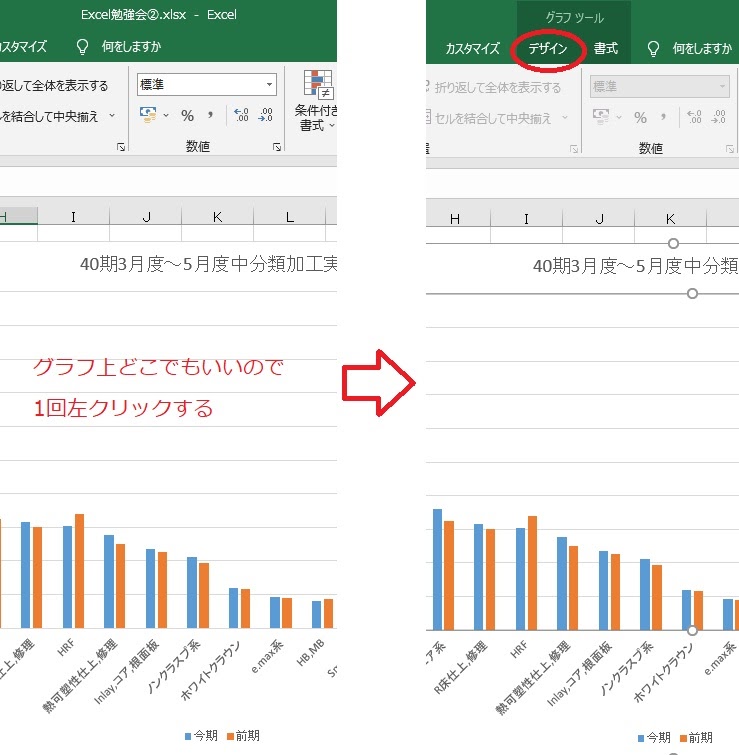 Excel勉強会②.xlsx - Excel
カスタマイズ
何をしますか
り返して全体を表示する
標準
ルを結合して中央揃え
%
,
.00
.00
条件付き
書式
数値
H
I
J
K
L
40期3月度～5月度中分類加工実
グラフ上どこでもいいので
1回左クリックする
仕上,修理
HRF
熱可塑性仕上,修理
Inlay,コア,根面板
ノンクラスプ系
ホワイトクラウン
e.max系
HB,MB
今期
前期
グラフ ツール
カスタマイズ
デザイン
書式
何をしますか
折り返して全体を表示する
標準
セルを結合して中央揃え
%
,
.00
.00
数値
H
I
J
K
40期3月度～5月度中分類
ア系
R床仕上,修理
HRF
熱可塑性仕上,修理
Inlay,コア,根面板
ノンクラスプ系
ホワイトクラウン
e.max系
今期
前期